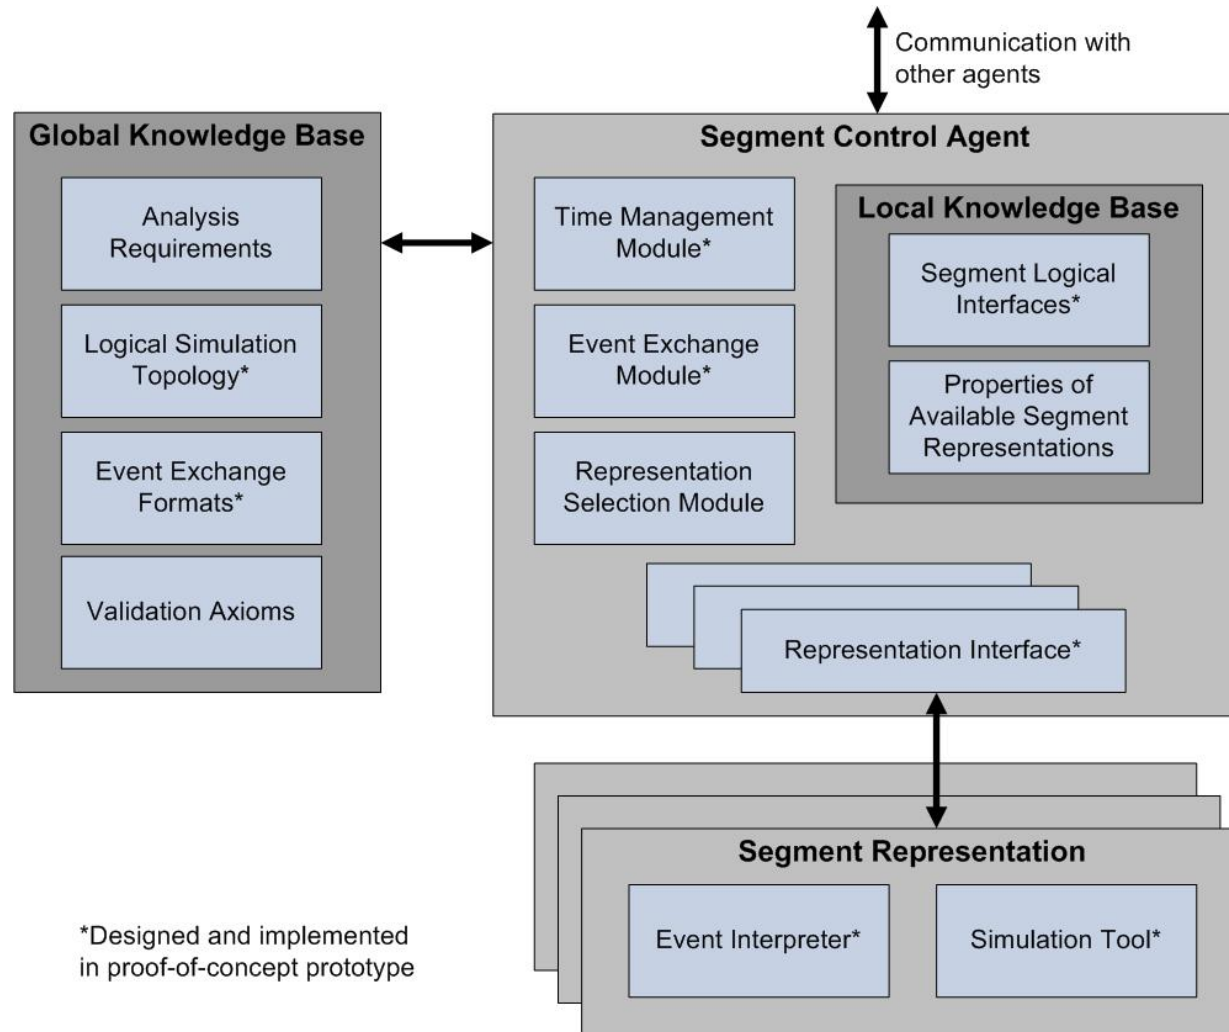 Communication with
other agents
Global Knowledge Base
Analysis
Requirements
Logical Simulation
Topology*
Event Exchange
Formats*
Validation Axioms
Segment Control Agent
Time Management
Module*
Event Exchange
Module*
Representation
Selection Module
Local Knowledge Base
Segment Logical
Interfaces*
Properties of
Available Segment
Representations
Representation Interface*
Segment Representation
Event Interpreter*
Simulation Tool*
*Designed and implemented
in proof-of-concept prototype